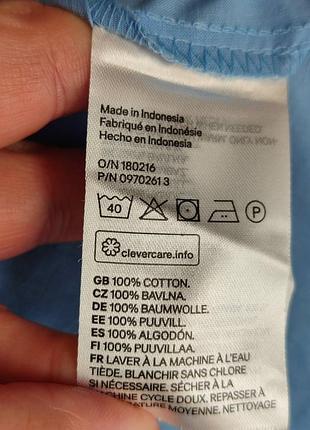 Made in Indonesia
Fabriqué en Indonésie
Hecho en Indonesia
O/N 180216
P/N 09702613
40 P
clevercare.info
GB 100% COTTON.
CZ 100% BAVLNA.
DE 100% BAUMWOLLE.
EE 100% PUUVILL.
ES 100% ALGODÓN.
FI 100% PUUVILLAA.
FR LAVER À LA MACHINE À L'EAU
TIÈDE. BLANCHIR SANS CHLORE
SI NÉCESSAIRE. SÉCHER À LA
MACHINE CYCLE DOUX. REPASSER À
NETTOYAGE